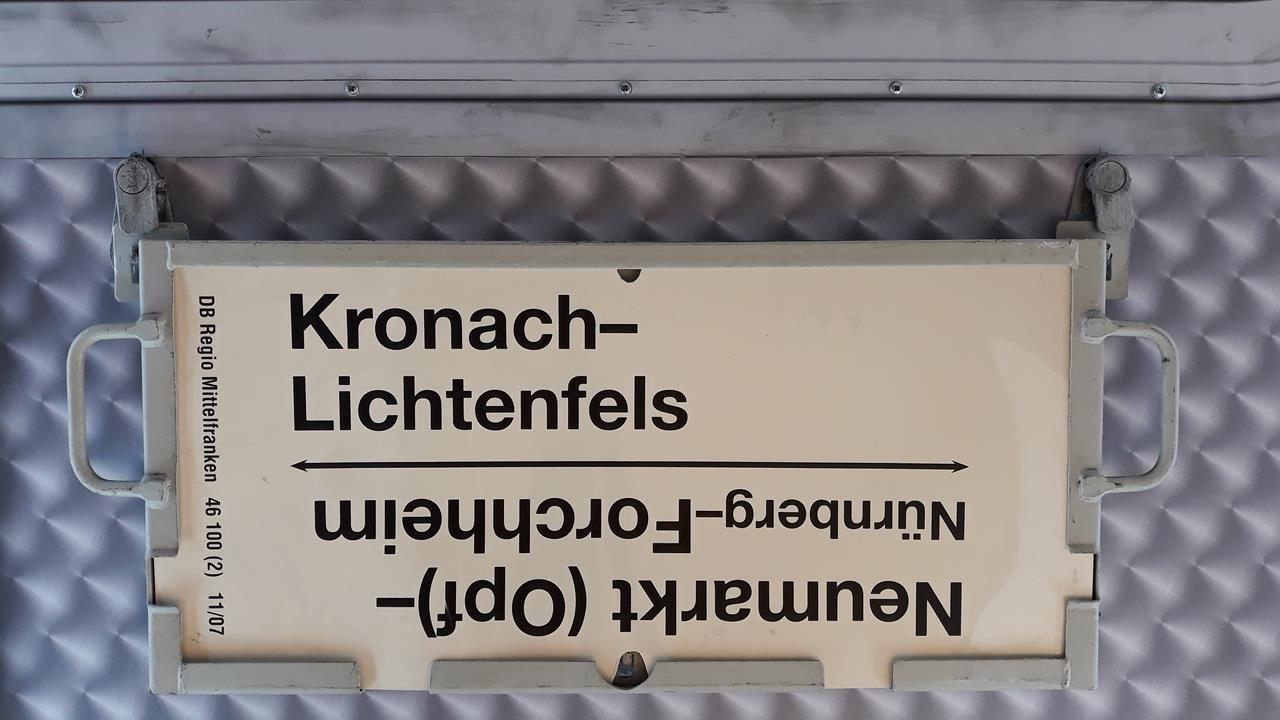 Kronach–
Lichtenfels
Neumarkt (Opf)–
Nürnberg–Forchheim
DB Regio Mittelfranken 46 100 (2) 11/07